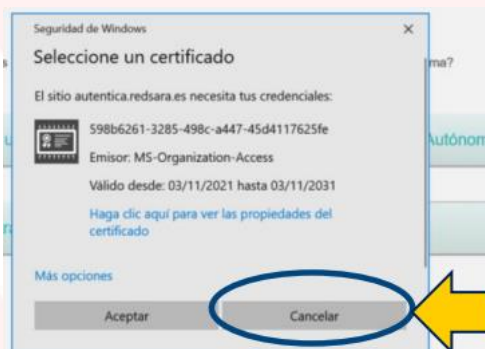 Seguridad de Windows
Seleccione un certificado
ma?
El sitio autentica.redsara.es necesita tus credenciales:
598b6261-3285-498c-a447-45d4117625fe
Autónom
Emisor: MS-Organization-Access
Válido desde: 03/11/2021 hasta 03/11/2031
Haga clic aquí para ver las propiedades del
certificado
Más opciones
Aceptar Cancelar